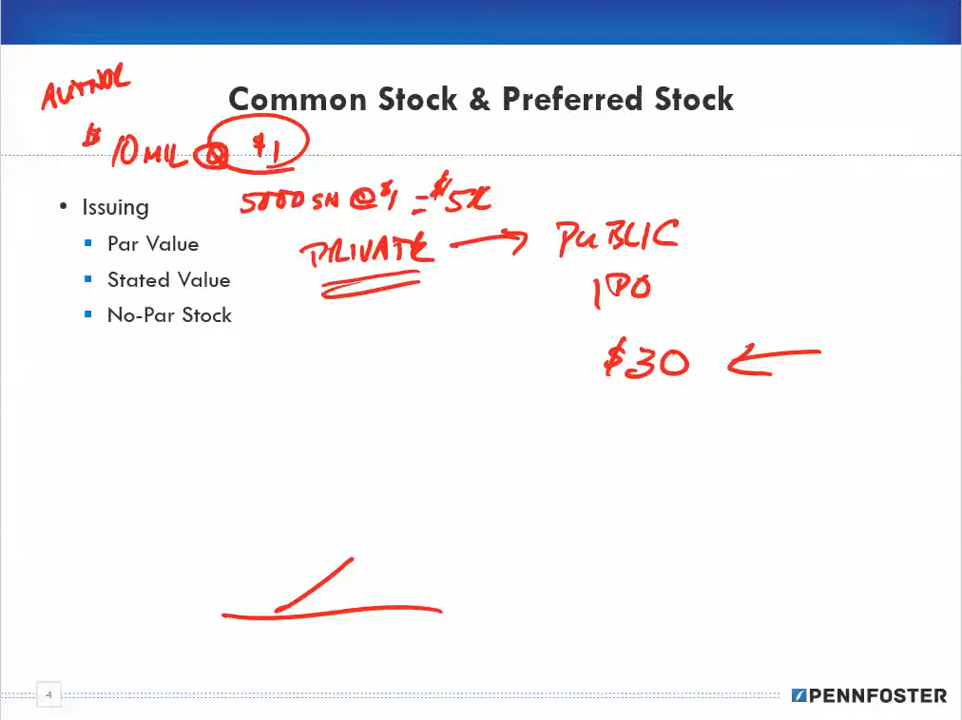 AUTHOR
Common Stock & Preferred Stock
$ 10 MIL @ $1
• Issuing
5000 SH @ $1 = $5K
▪ Par Value
PRIVATE → PUBLIC
▪ Stated Value
IPO
▪ No-Par Stock
$30 ←
4
PENNFOSTER